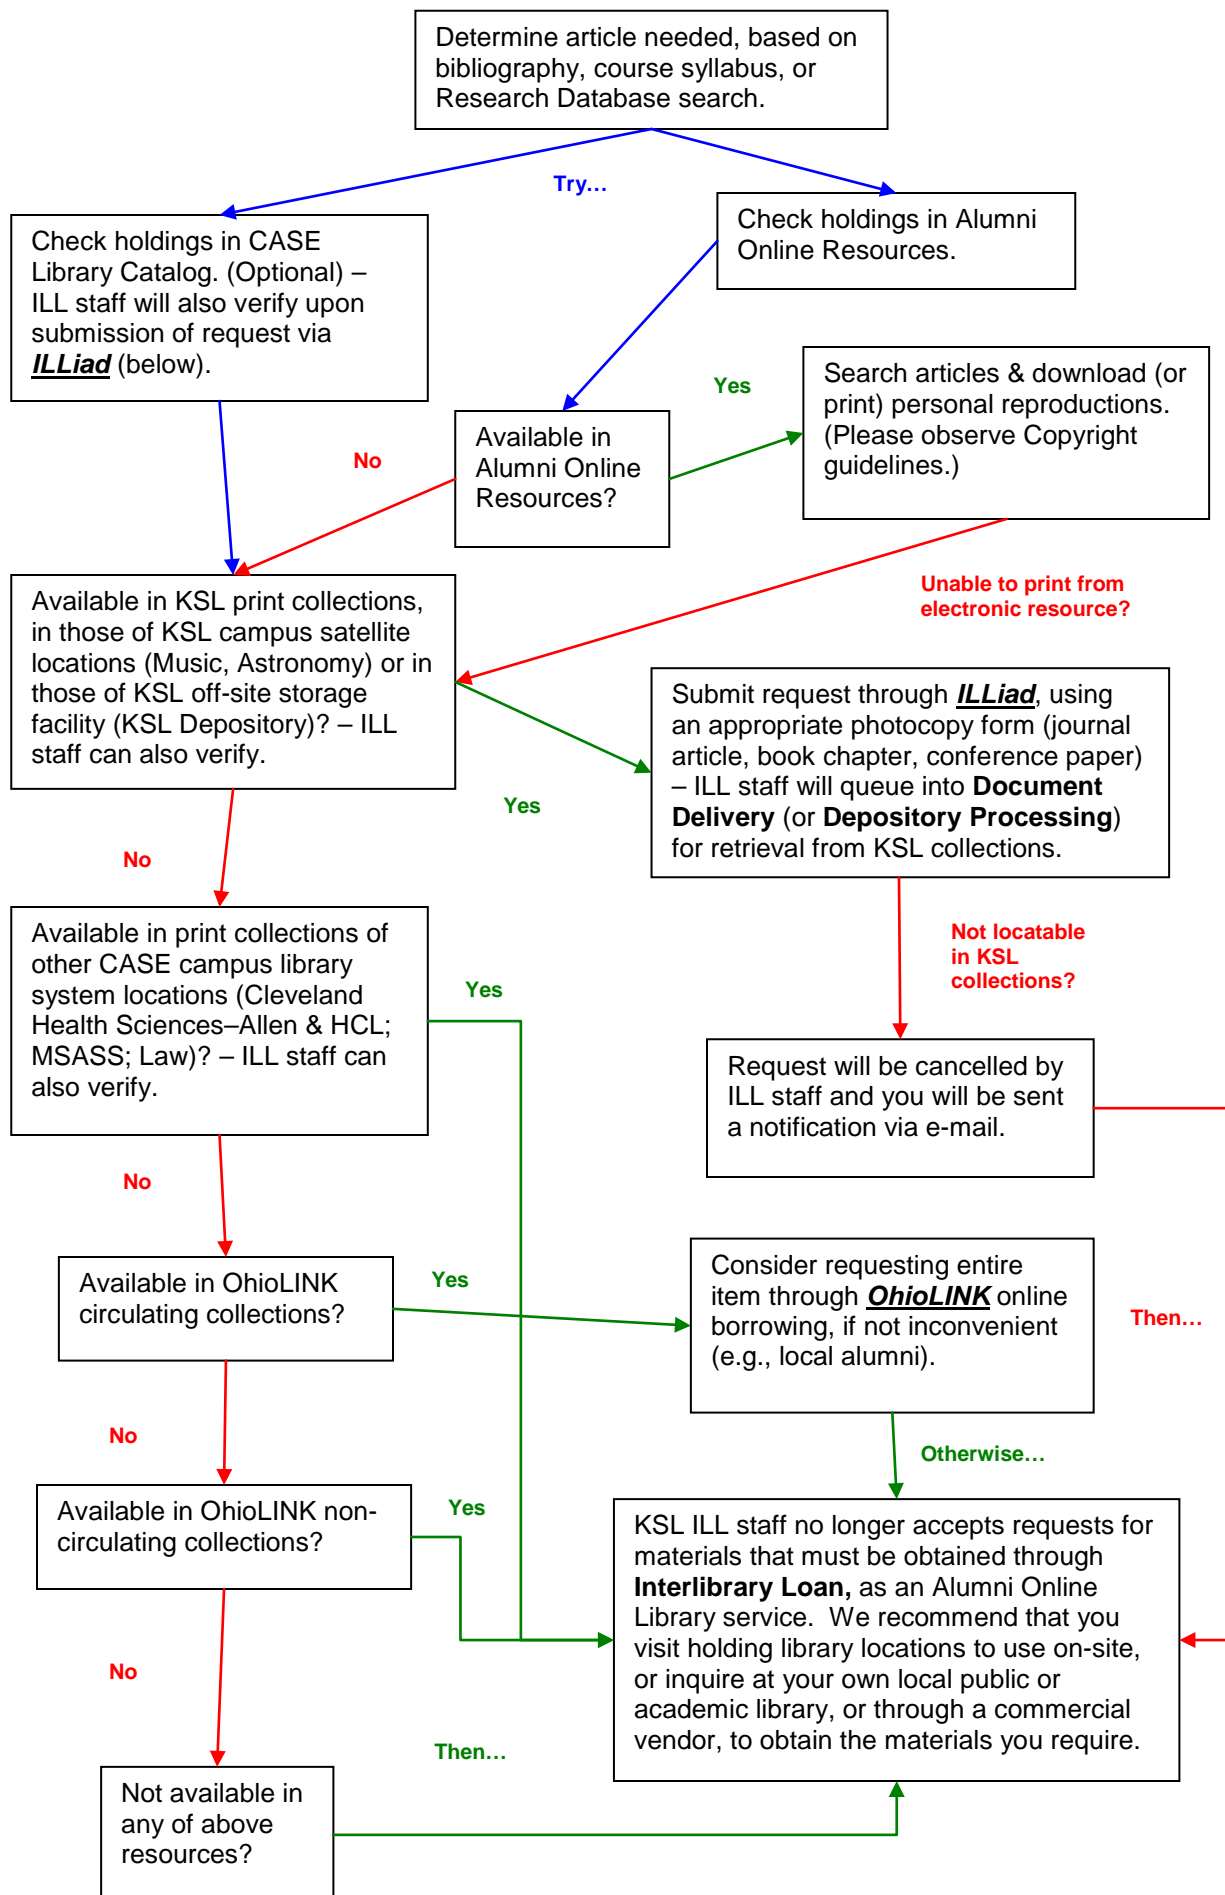 Determine article needed, based on
bibliography, course syllabus, or
Research Database search.
Try…
Check holdings in CASE
Library Catalog. (Optional) –
ILL staff will also verify upon
submission of request via
ILLiad (below).
Check holdings in Alumni
Online Resources.
Yes
Search articles & download (or
print) personal reproductions.
(Please observe Copyright
guidelines.)
No
Available in
Alumni Online
Resources?
Unable to print from
electronic resource?
Available in KSL print collections,
in those of KSL campus satellite
locations (Music, Astronomy) or in
those of KSL off-site storage
facility (KSL Depository)? – ILL
staff can also verify.
Yes
Submit request through ILLiad, using
an appropriate photocopy form (journal
article, book chapter, conference paper)
– ILL staff will queue into Document
Delivery (or Depository Processing)
for retrieval from KSL collections.
No
Not locatable
in KSL
collections?
Available in print collections of
other CASE campus library
system locations (Cleveland
Health Sciences–Allen & HCL;
MSASS; Law)? – ILL staff can
also verify.
Yes
Request will be cancelled by
ILL staff and you will be sent
a notification via e-mail.
No
Available in OhioLINK
circulating collections?
Yes
Consider requesting entire
item through OhioLINK online
borrowing, if not inconvenient
(e.g., local alumni).
Then…
No
Otherwise…
Available in OhioLINK non-
circulating collections?
Yes
KSL ILL staff no longer accepts requests for
materials that must be obtained through
Interlibrary Loan, as an Alumni Online
Library service.  We recommend that you
visit holding library locations to use on-site,
or inquire at your own local public or
academic library, or through a commercial
vendor, to obtain the materials you require.
No
Then…
Not available in
any of above
resources?